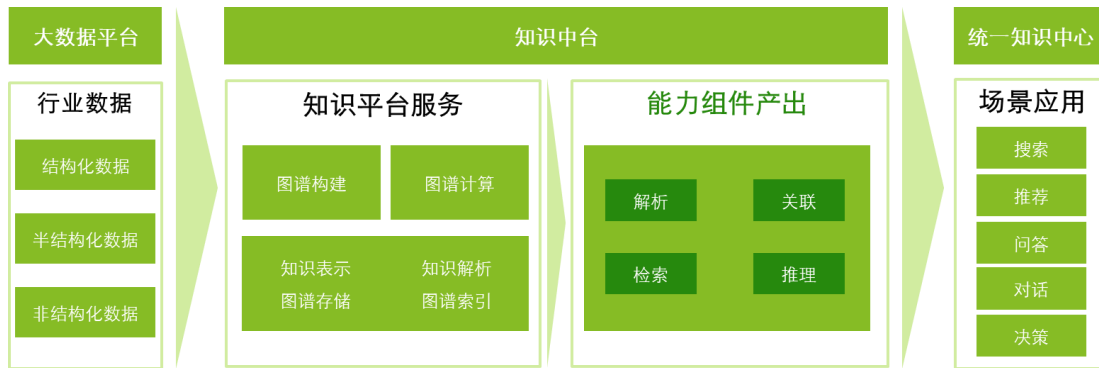 大数据平台
知识中台
统一知识中心
行业数据
结构化数据
半结构化数据
非结构化数据
知识平台服务
图谱构建
图谱计算
知识表示
知识解析
图谱存储
图谱索引
能力组件产出
解析
关联
检索
推理
场景应用
搜索
推荐
问答
对话
决策